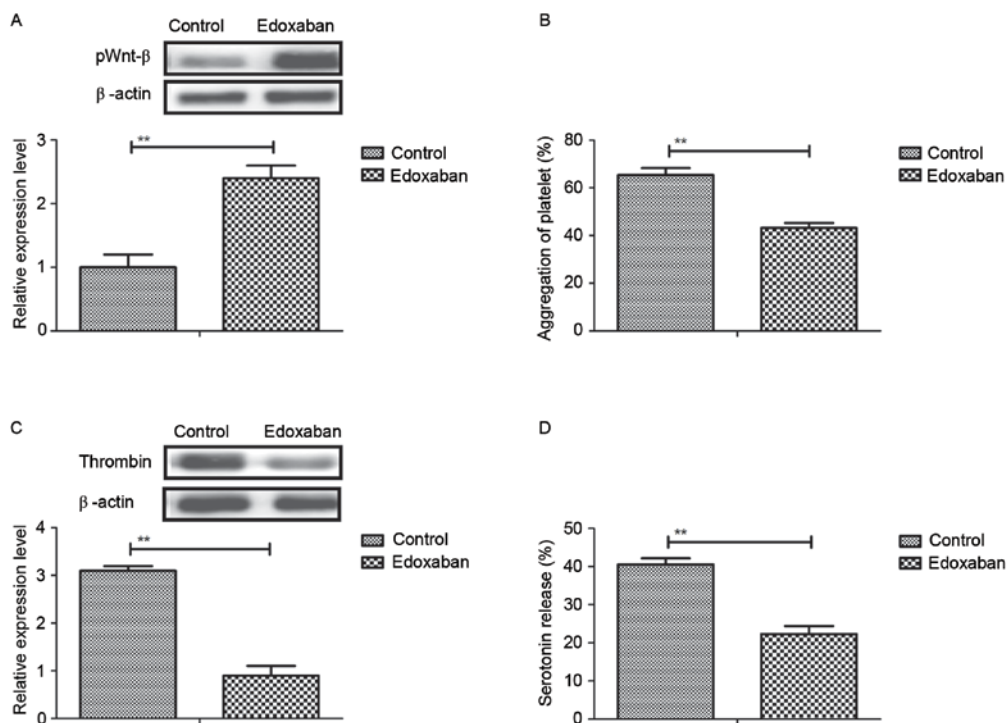 A
Control Edoxaban
pWnt-β
β-actin
Relative expression level
3
2
1
0
**
Control
Edoxaban
B
Aggregation of platelet (%)
80
60
40
20
0
**
Control
Edoxaban
C
Control Edoxaban
Thrombin
β-actin
Relative expression level
4
3
2
1
0
**
Control
Edoxaban
D
Serotonin release (%)
50
40
30
20
10
0
**
Control
Edoxaban